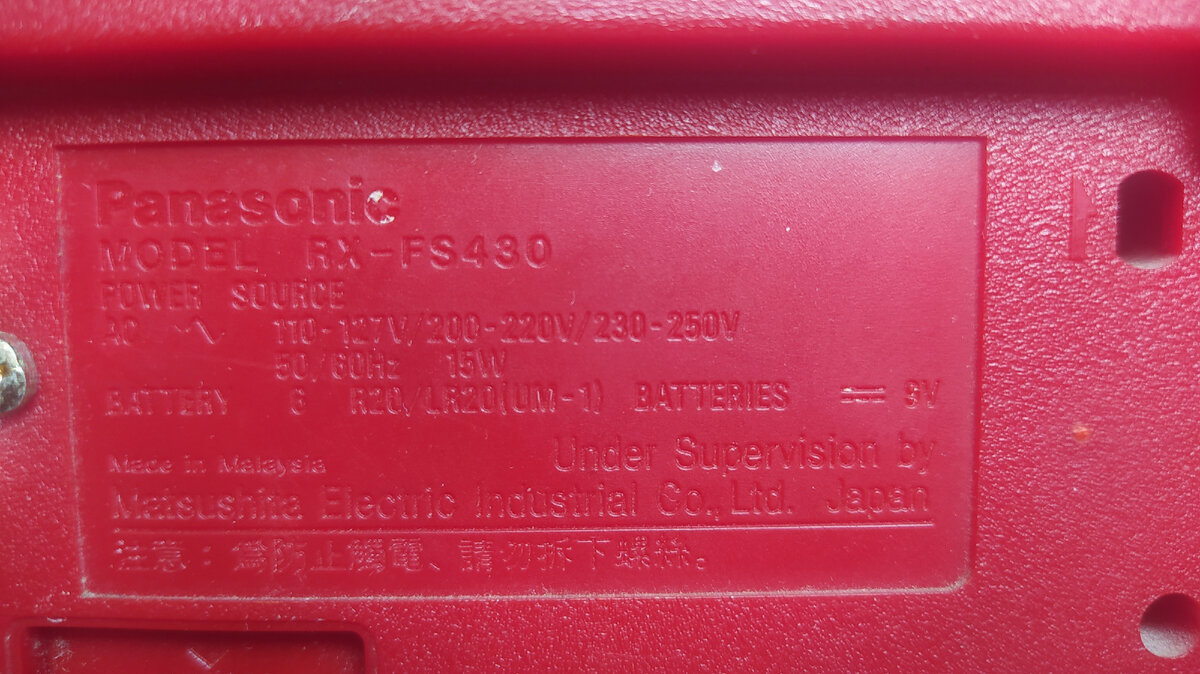 Panasonic
MODEL RX-FS430
POWER SOURCE
AC ∿ 110-127V/200-220V/230-250V
50/60Hz 15W
BATTERY 6 R20/LR20(UM-1) BATTERIES ⎓ 9V
Made in Malaysia Under Supervision by
Matsushita Electric Industrial Co., Ltd. Japan
注意：為防止觸電、請勿拆下螺絲。